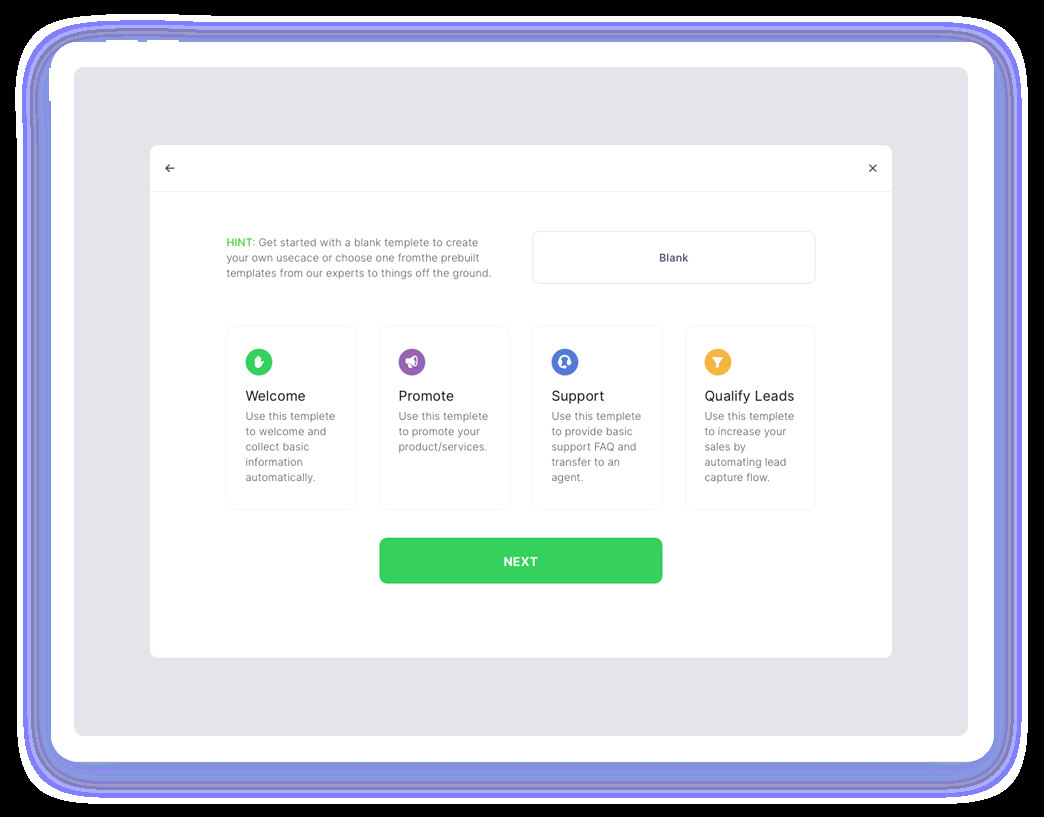 HINT: Get started with a blank templete to create
your own usecace or choose one fromthe prebuilt
templates from our experts to things off the ground.
Blank
Welcome
Use this templete
to welcome and
collect basic
information
automatically.
Promote
Use this templete
to promote your
product/services.
Support
Use this templete
to provide basic
support FAQ and
transfer to an
agent.
Qualify Leads
Use this templete
to increase your
sales by
automating lead
capture flow.
NEXT